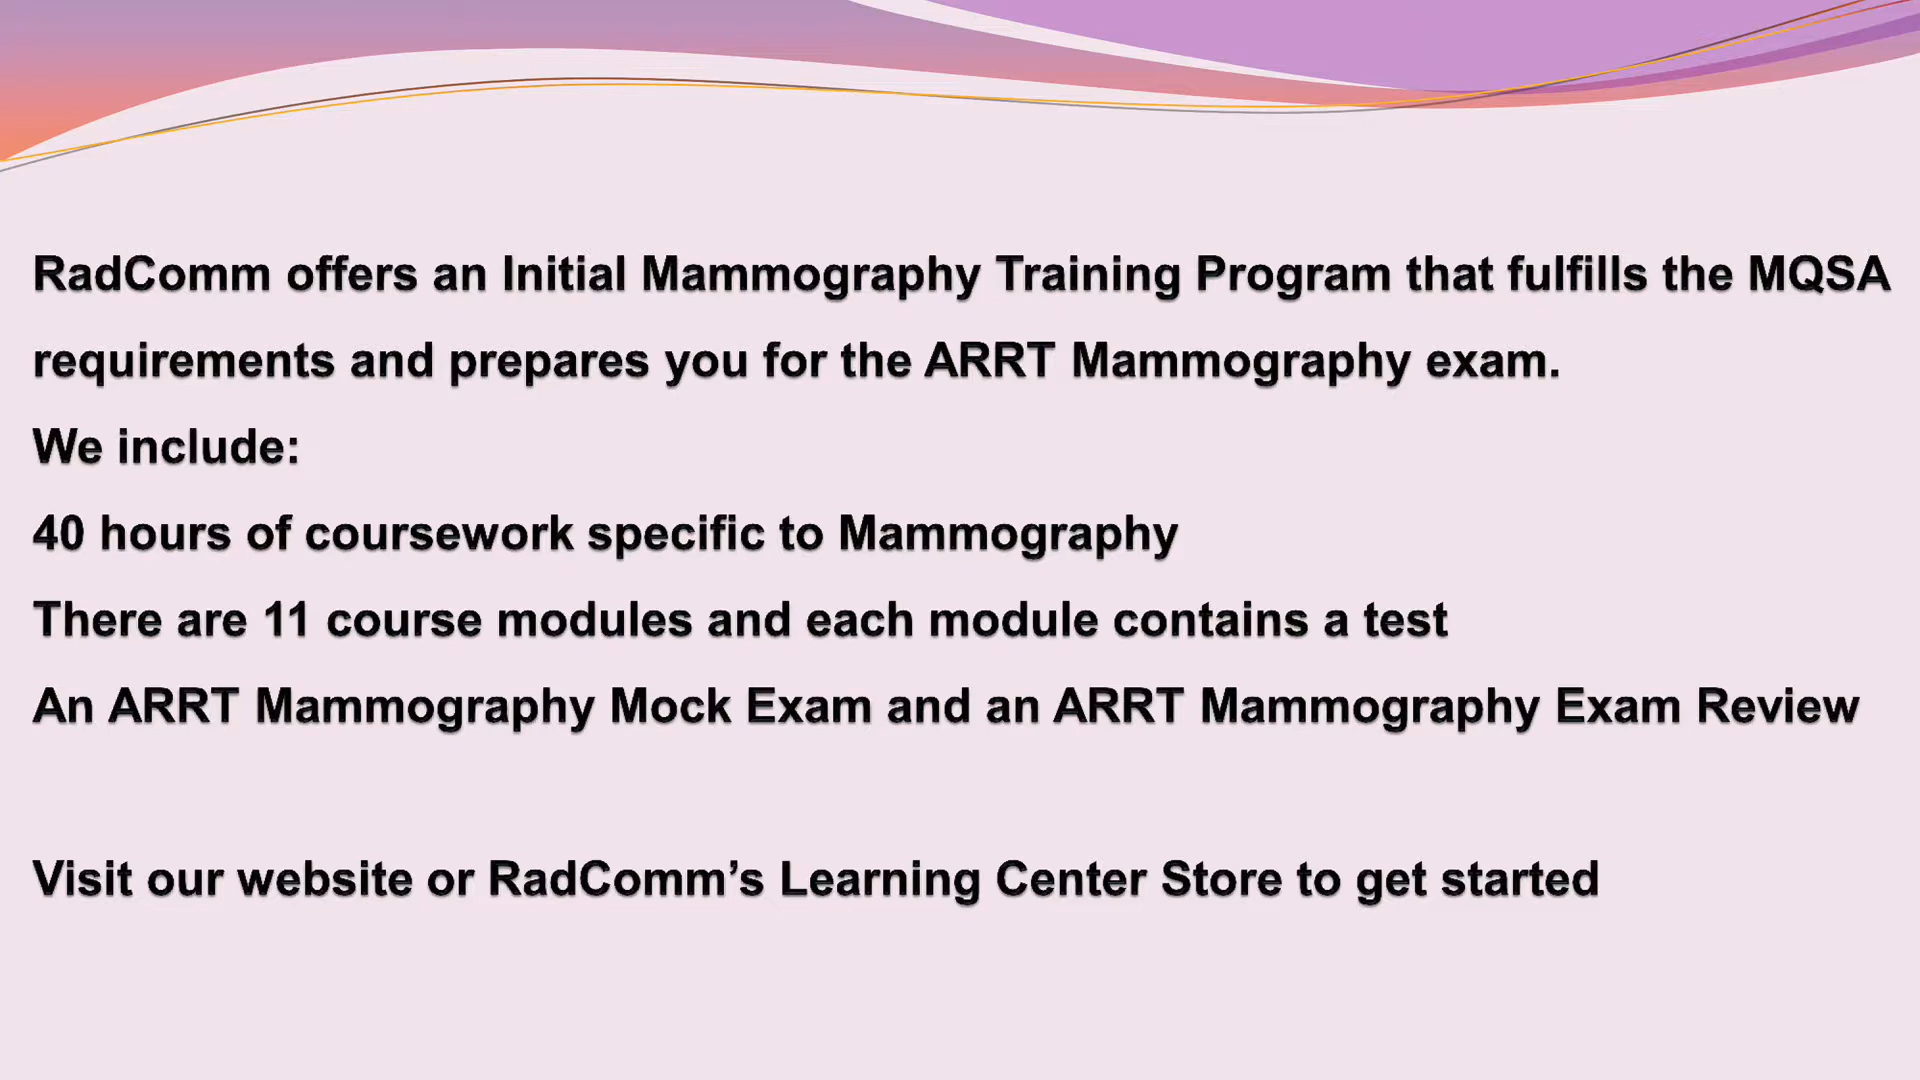 RadComm offers an Initial Mammography Training Program that fulfills the MQSA
requirements and prepares you for the ARRT Mammography exam.
We include:
40 hours of coursework specific to Mammography
There are 11 course modules and each module contains a test
An ARRT Mammography Mock Exam and an ARRT Mammography Exam Review
Visit our website or RadComm’s Learning Center Store to get started